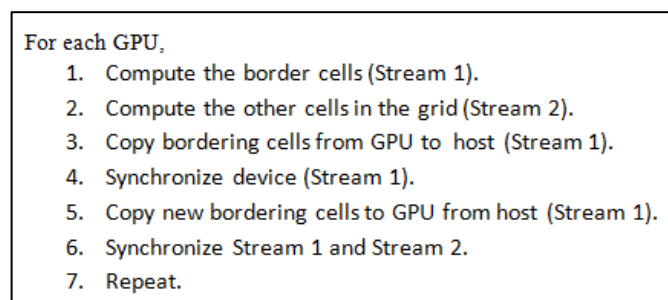 For each GPU,
1. Compute the border cells (Stream 1).
2. Compute the other cells in the grid (Stream 2).
3. Copy bordering cells from GPU to host (Stream 1).
4. Synchronize device (Stream 1).
5. Copy new bordering cells to GPU from host (Stream 1).
6. Synchronize Stream 1 and Stream 2.
7. Repeat.